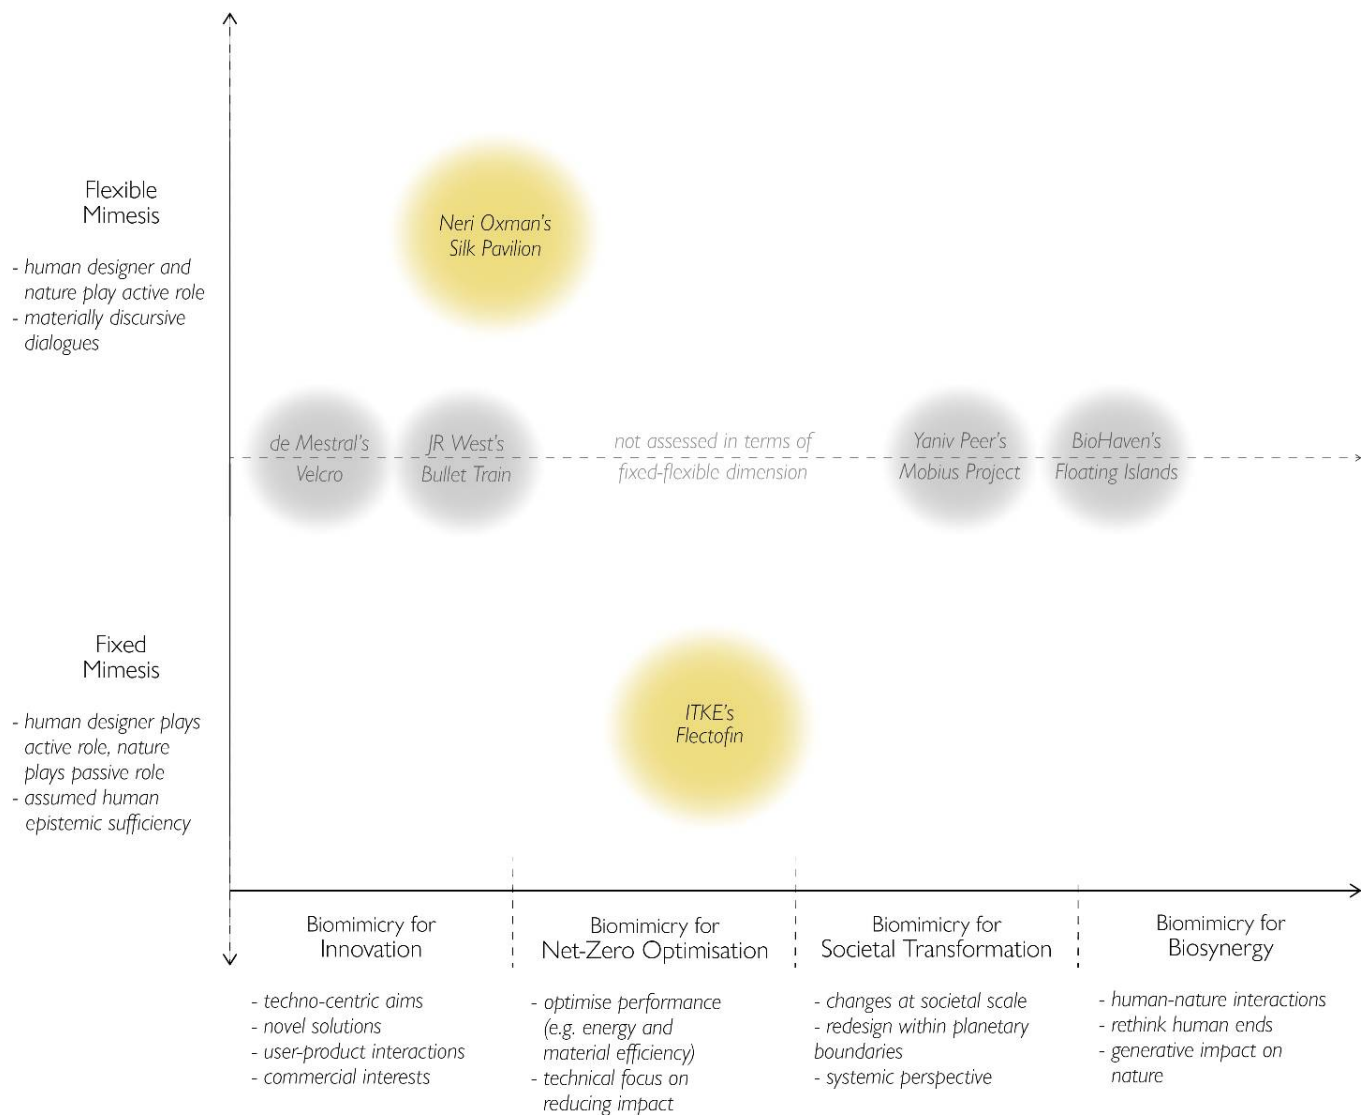 Flexible
Mimesis
- human designer and
nature play active role
- materially discursive
dialogues
Neri Oxman's
Silk Pavilion
de Mestral's
Velcro
JR West's
Bullet Train
not assessed in terms of
fixed-flexible dimension
Yaniv Peer's
Mobius Project
BioHaven's
Floating Islands
Fixed
Mimesis
- human designer plays
active role, nature
plays passive role
- assumed human
epistemic sufficiency
ITKE's
Flectofin
Biomimicry for
Innovation
- techno-centric aims
- novel solutions
- user-product interactions
- commercial interests
Biomimicry for
Net-Zero Optimisation
- optimise performance
(e.g. energy and
material efficiency)
- technical focus on
reducing impact
Biomimicry for
Societal Transformation
- changes at societal scale
- redesign within planetary
boundaries
- systemic perspective
Biomimicry for
Biosynergy
- human-nature interactions
- rethink human ends
- generative impact on
nature